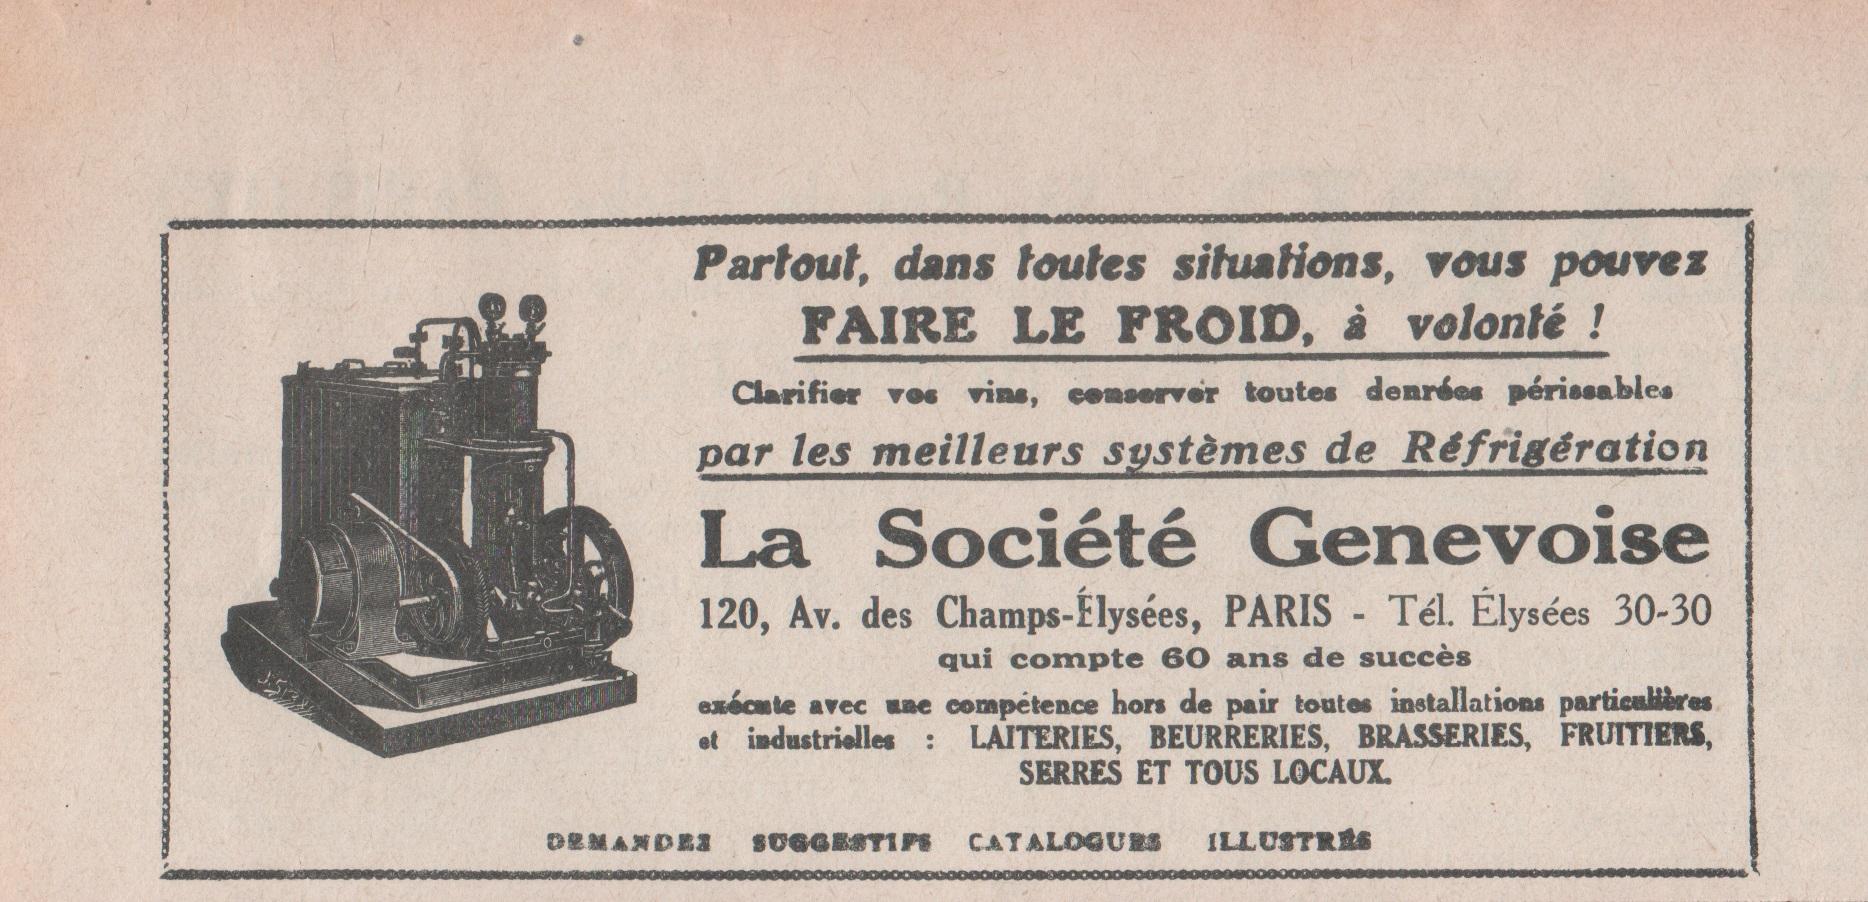 Partout, dans toutes situations, vous pouvez
FAIRE LE FROID, à volonté !
Clarifier vos vins, conserver toutes denrées périssables
par les meilleurs systèmes de Réfrigération
La Société Genevoise
120, Av. des Champs-Élysées, PARIS - Tél. Élysées 30-30
qui compte 60 ans de succès
exécute avec une compétence hors de pair toutes installations particulières
et industrielles : LAITERIES, BEURRERIES, BRASSERIES, FRUITIERS,
SERRES ET TOUS LOCAUX.
DEMANDEZ SUGGESTIFS CATALOGUES ILLUSTRÉS